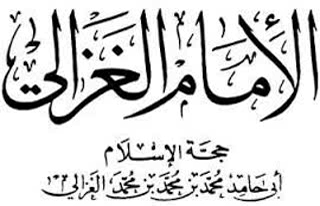 الإمام الغزالي
حجة الإسلام
أبي حامد محمد بن محمد بن محمد الغزالي